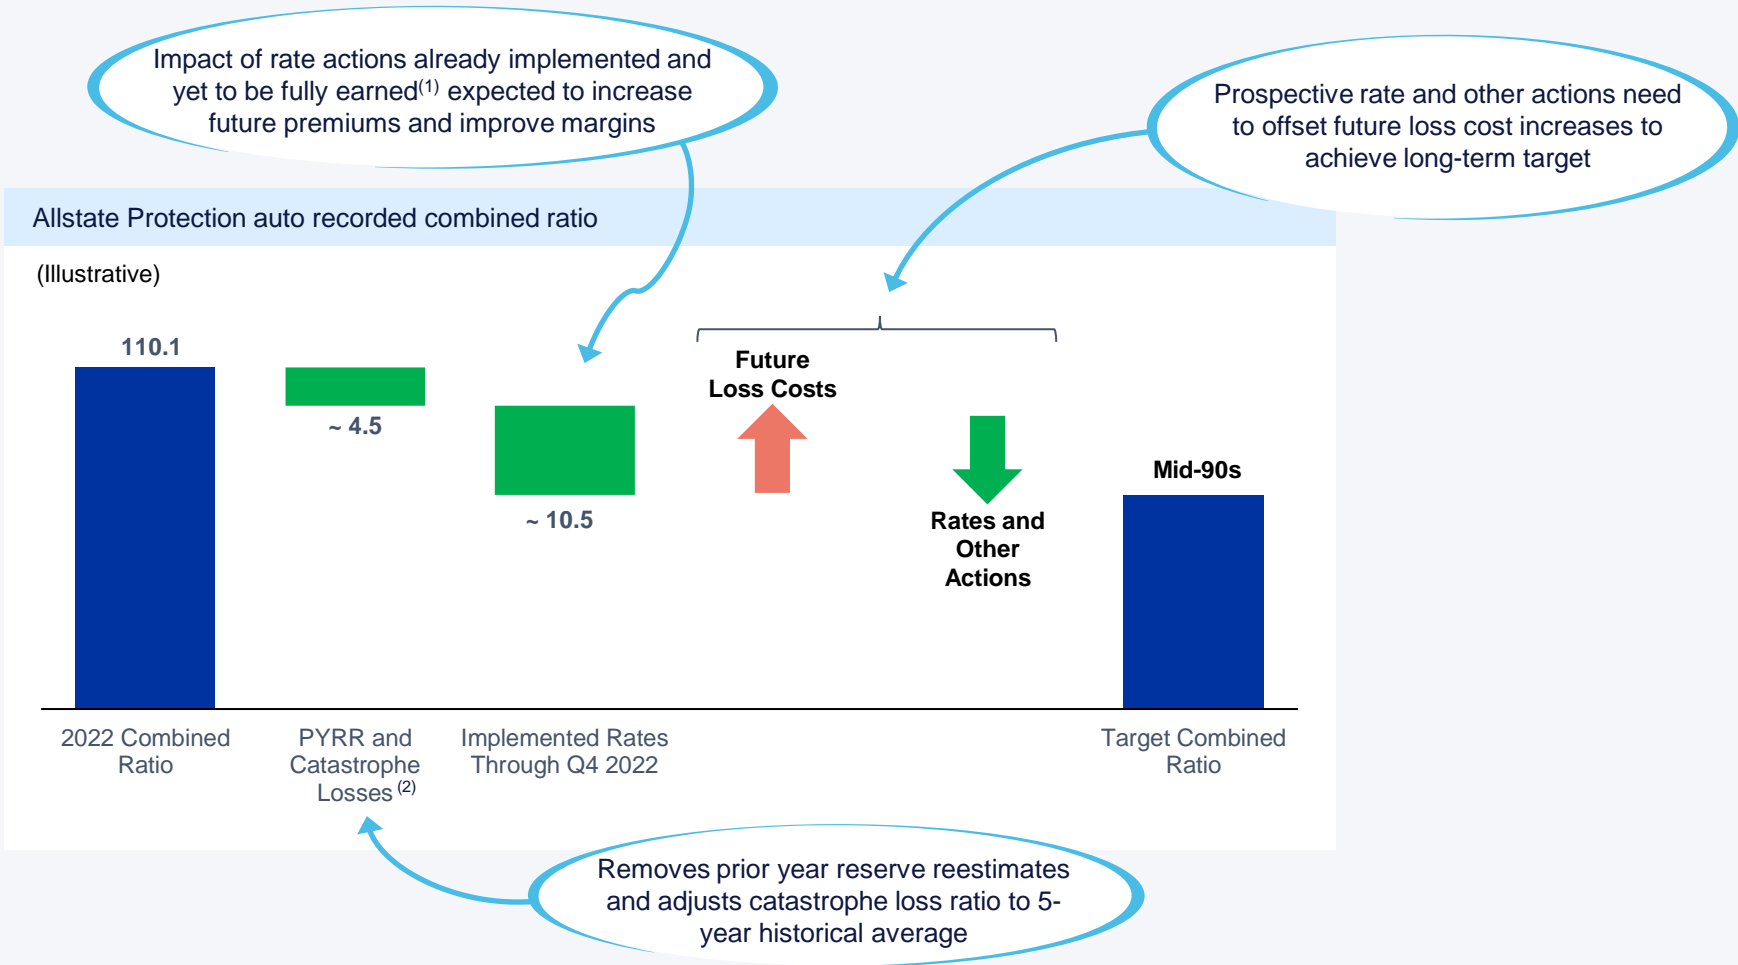 Impact of rate actions already implemented and
yet to be fully earned(1) expected to increase
future premiums and improve margins
Prospective rate and other actions need
to offset future loss cost increases to
achieve long-term target
Allstate Protection auto recorded combined ratio
(Illustrative)
110.1
~ 4.5
~ 10.5
Future
Loss Costs
Rates and
Other
Actions
Mid-90s
2022 Combined
Ratio
PYRR and
Catastrophe
Losses (2)
Implemented Rates
Through Q4 2022
Target Combined
Ratio
Removes prior year reserve reestimates
and adjusts catastrophe loss ratio to 5-
year historical average